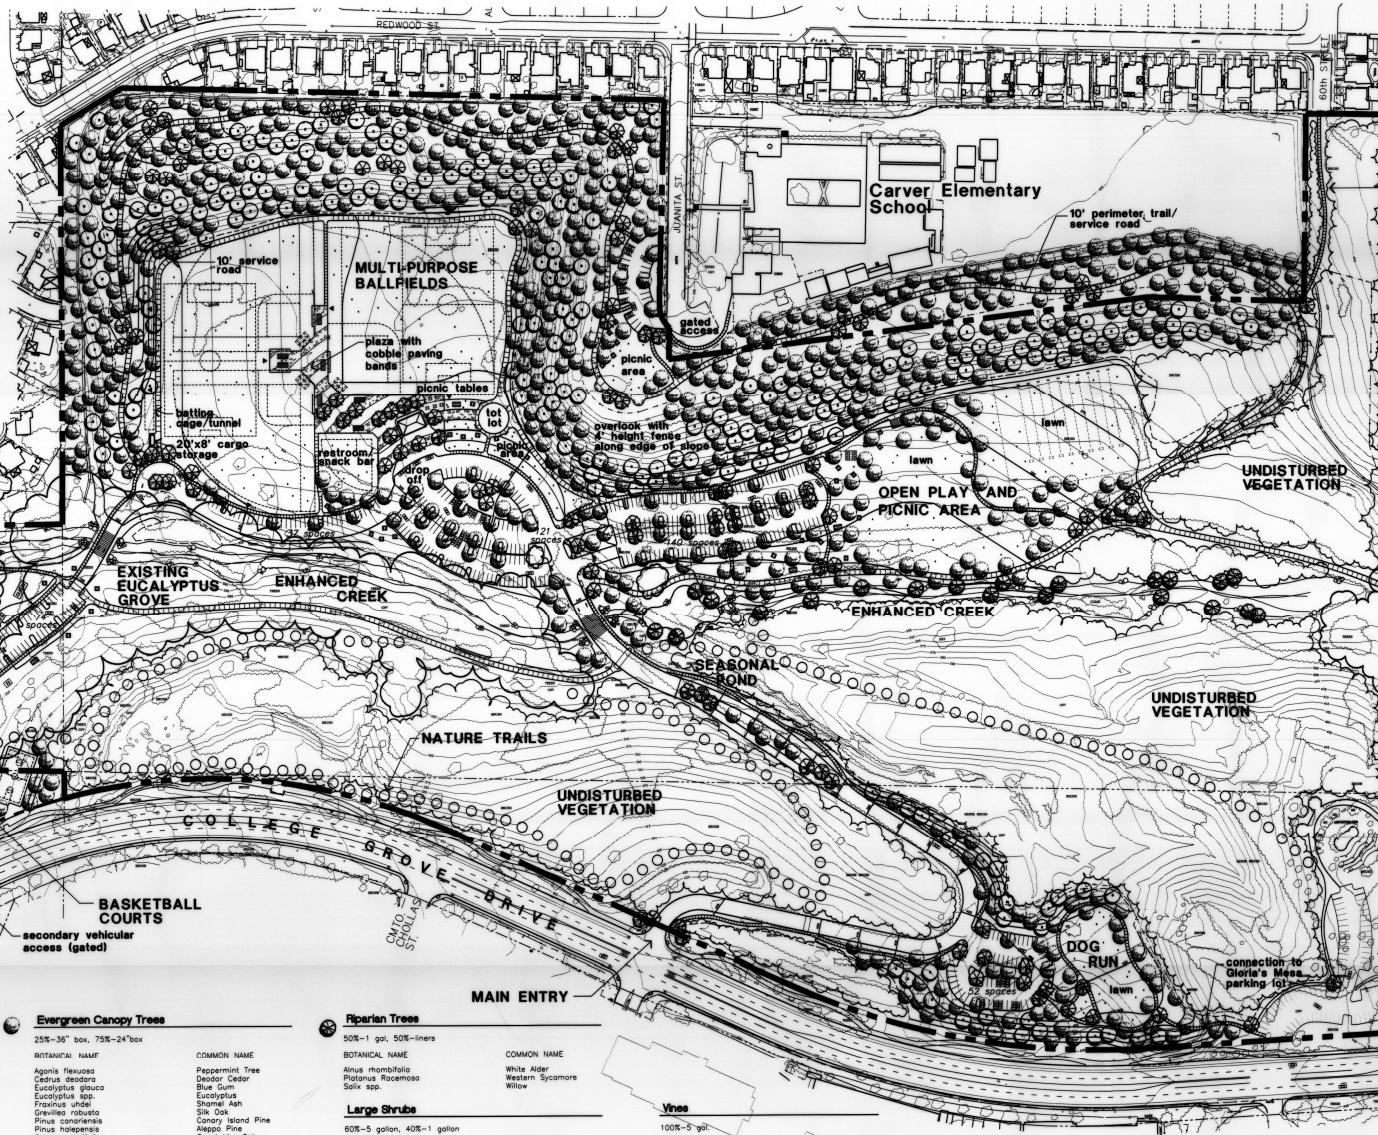 REDWOOD ST.
60th STREET
JUANITA ST.
Carver Elementary
School
10' perimeter trail/
service road
10' service
road
MULTI-PURPOSE
BALLFIELDS
gated
access
plaza with
cobble paving
bands
picnic
area
picnic tables
tot
lot
batting
cage/tunnel
20'x8' cargo
storage
restroom/
snack bar
picnic
area
overlook with
4' height fence
along edge of slope
drop
off
lawn
lawn
OPEN PLAY AND
PICNIC AREA
UNDISTURBED
VEGETATION
121
spaces
140 spaces
spaces
EXISTING
EUCALYPTUS
GROVE
ENHANCED
CREEK
ENHANCED CREEK
spaces
SEASONAL
POND
UNDISTURBED
VEGETATION
NATURE TRAILS
UNDISTURBED
VEGETATION
COLLEGE GROVE DRIVE
BASKETBALL
COURTS
secondary vehicular
access (gated)
CMTO.
CHOLLAS
ST.
DOG
RUN
lawn
52 spaces
connection to
Gloria's Mesa
parking lot
MAIN ENTRY
Evergreen Canopy Trees
25%-36" box, 75%-24"box
BOTANICAL NAME
COMMON NAME
Agonis flexuosa
Peppermint Tree
Cedrus deodara
Deodar Cedar
Eucalyptus glauca
Blue Gum
Eucalyptus spp.
Eucalyptus
Fraxinus uhdei
Shamel Ash
Grevillea robusta
Silk Oak
Pinus canariensis
Canary Island Pine
Pinus halepensis
Aleppo Pine
Riparian Trees
50%-1 gal, 50%-liners
BOTANICAL NAME
COMMON NAME
Alnus rhombifolia
White Alder
Platanus Racemosa
Western Sycamore
Salix spp.
Willow
Large Shrubs
60%-5 gallon, 40%-1 gallon
Vines
100%-5 gal.